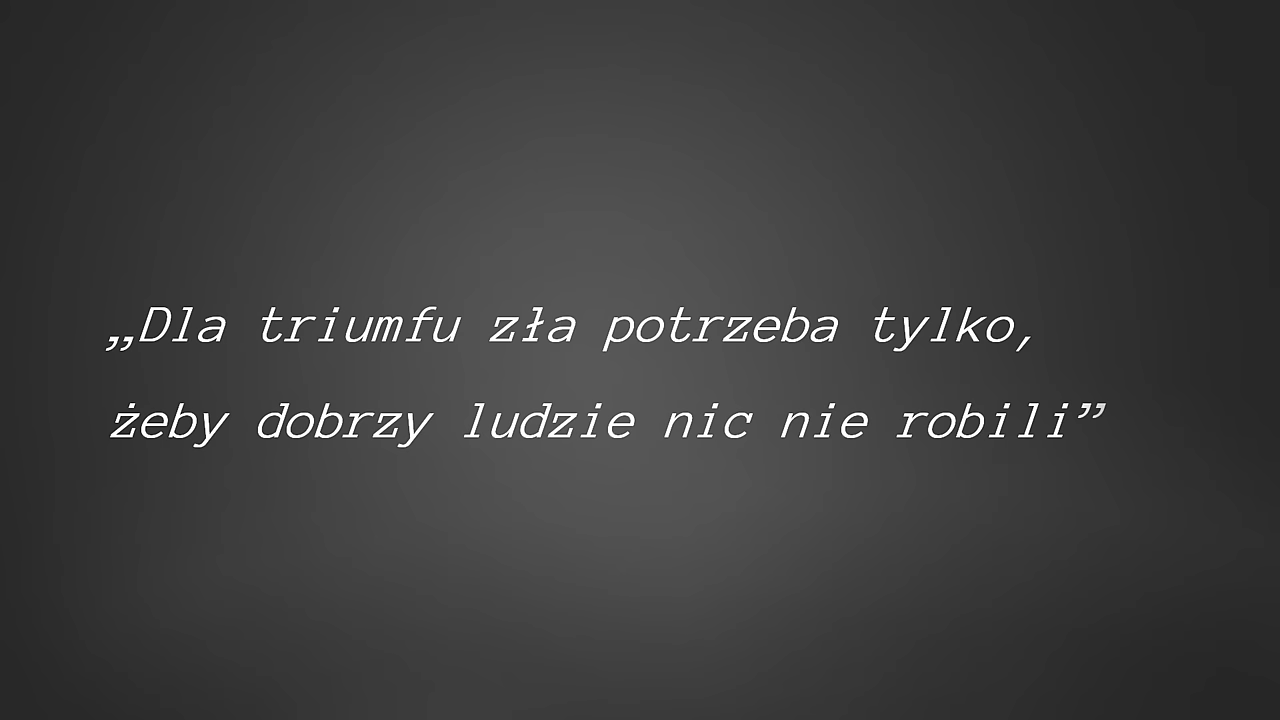 „Dla triumfu zła potrzeba tylko,
żeby dobrzy ludzie nic nie robili”